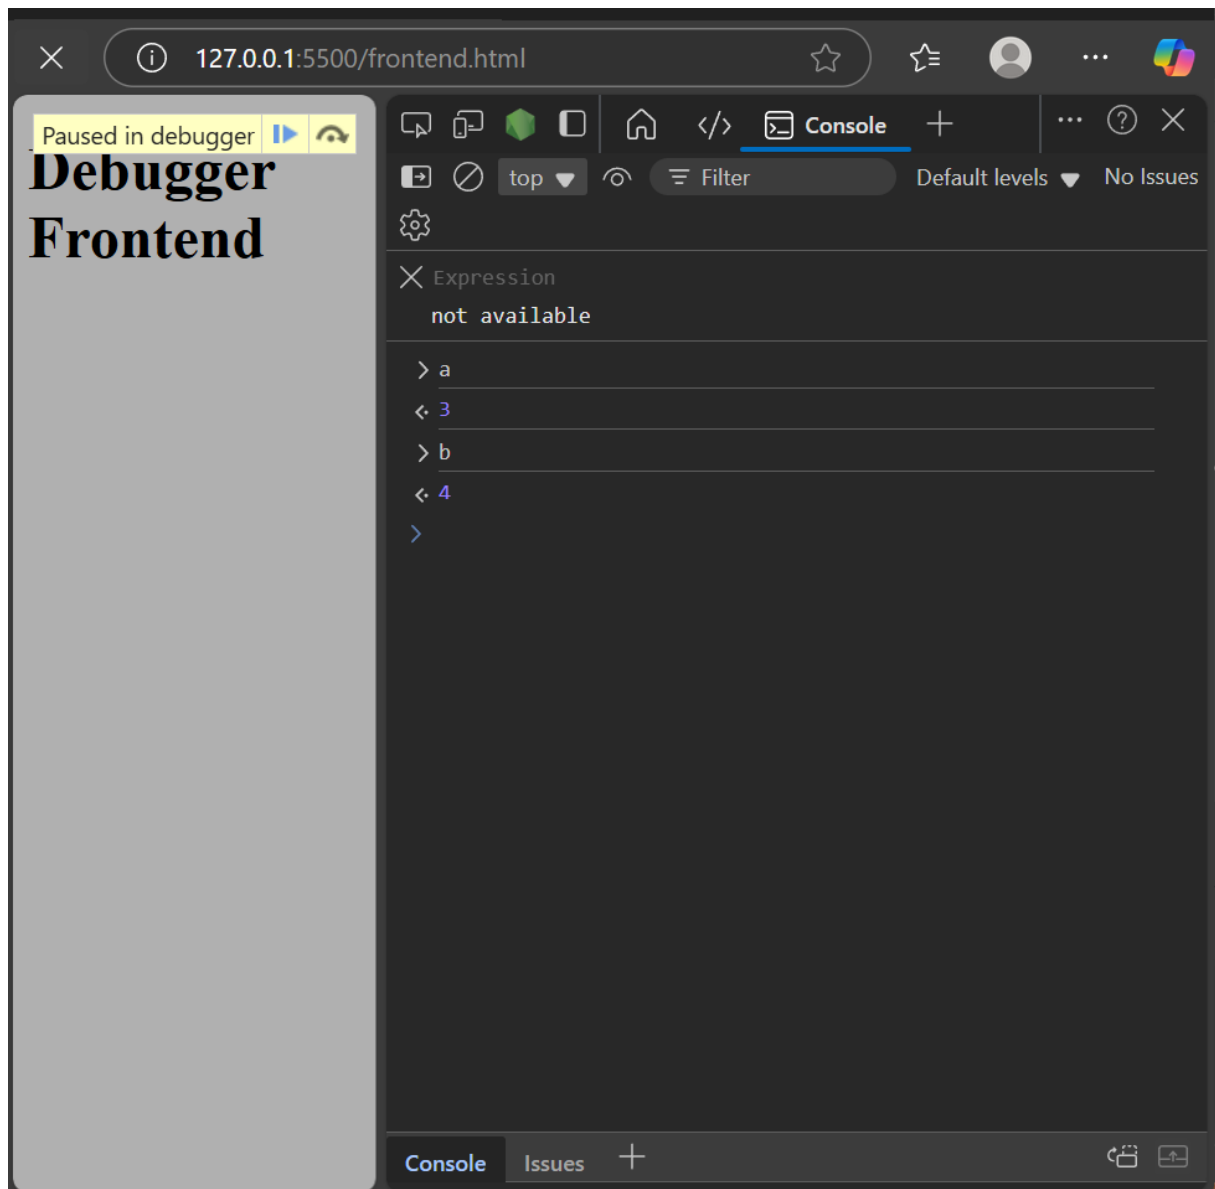 127.0.0.1:5500/frontend.html
Paused in debugger
Debugger
Frontend
Console
top
Filter
Default levels
No Issues
Expression
not available
a
3
b
4
Console
Issues